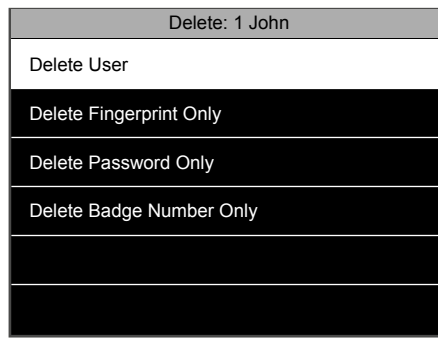 Delete: 1 John
Delete User
Delete Fingerprint Only
Delete Password Only
Delete Badge Number Only